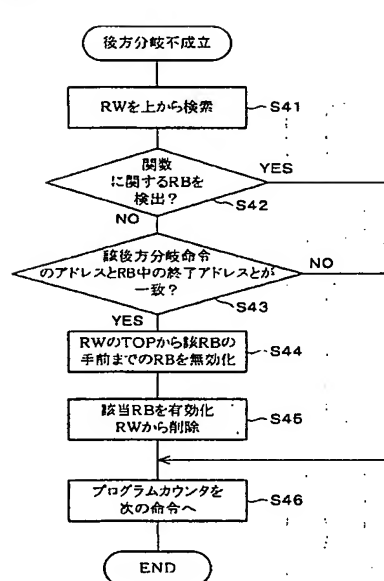 後方分岐不成立
RWを上から検索
S41
関数
に関するRBを
検出?
YES
S42
NO
該後方分岐命令
のアドレスとRB中の終了アドレスとが
一致?
NO
S43
YES
RWのTOPから該RBの
手前までのRBを無効化
S44
該当RBを有効化
RWから削除
S45
プログラムカウンタを
次の命令へ
S46
END